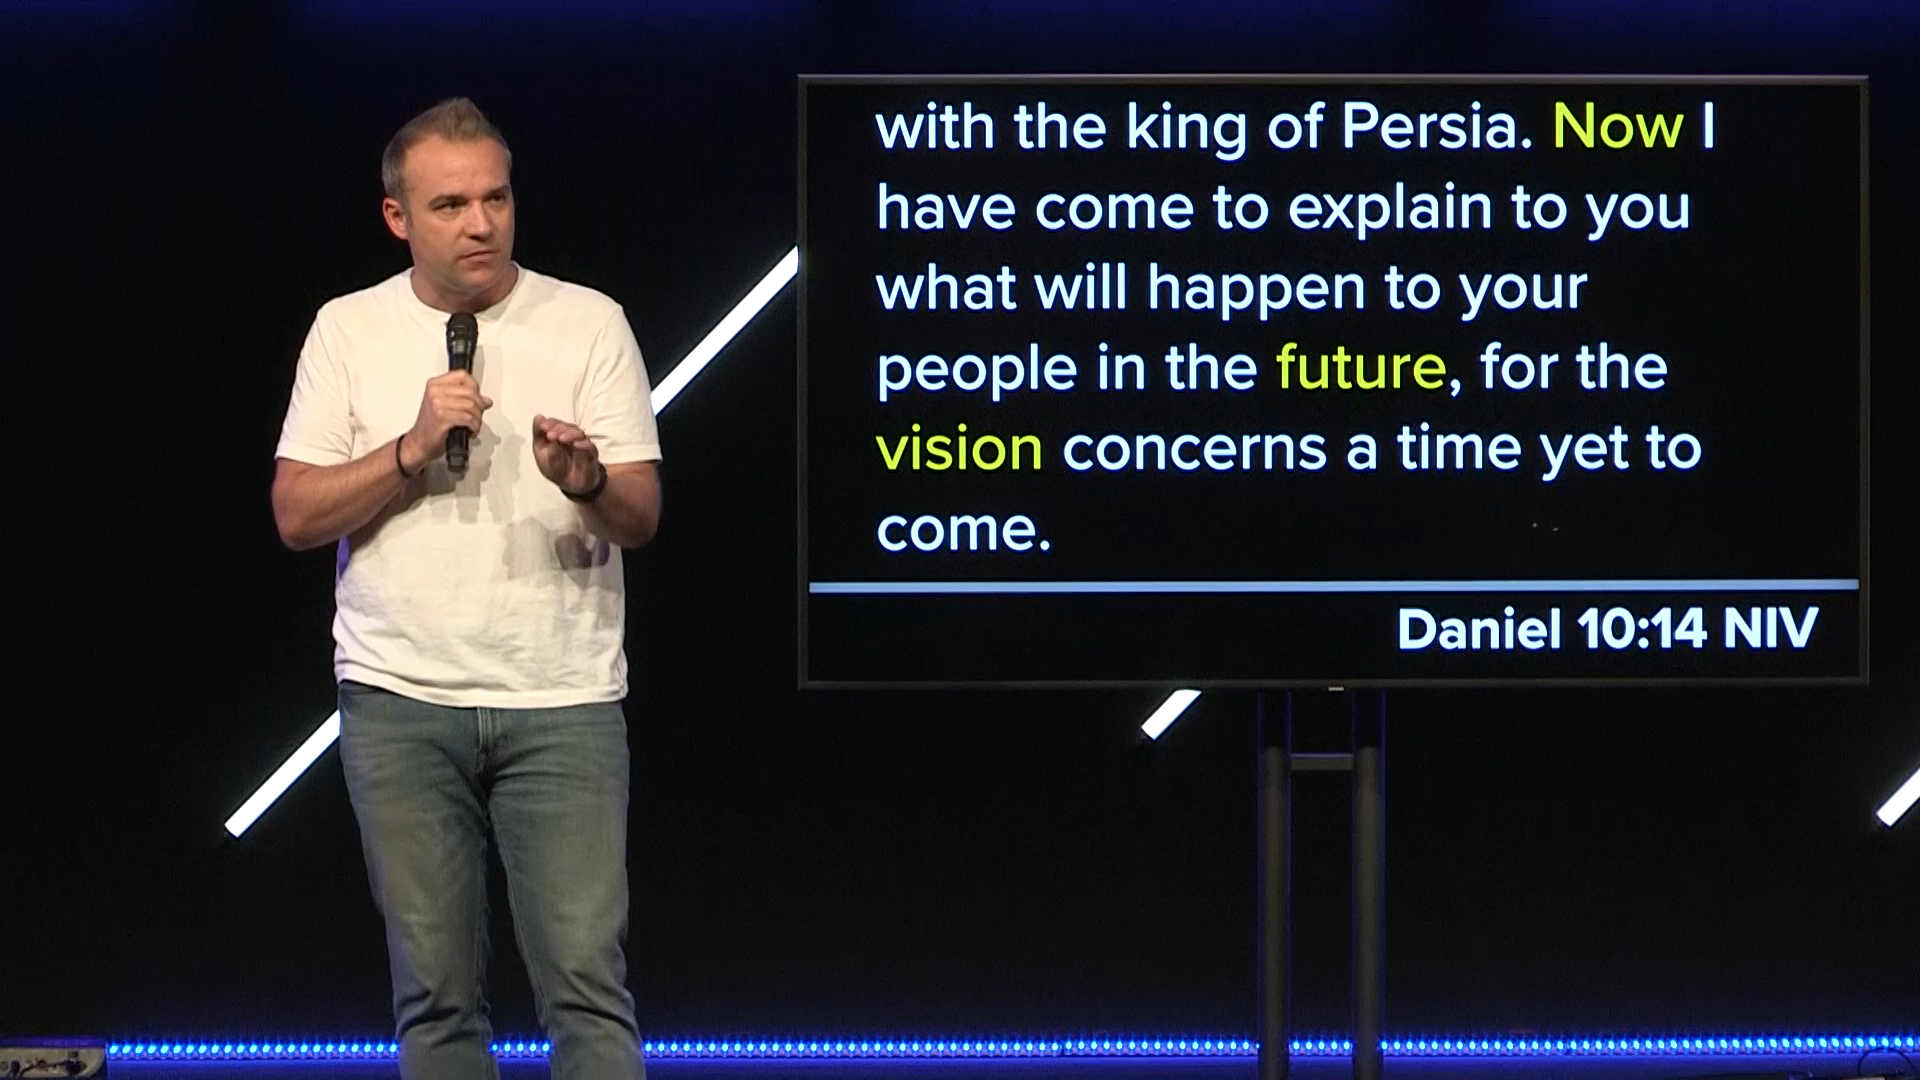 with the king of Persia. Now I
have come to explain to you
what will happen to your
people in the future, for the
vision concerns a time yet to
come.
Daniel 10:14 NIV